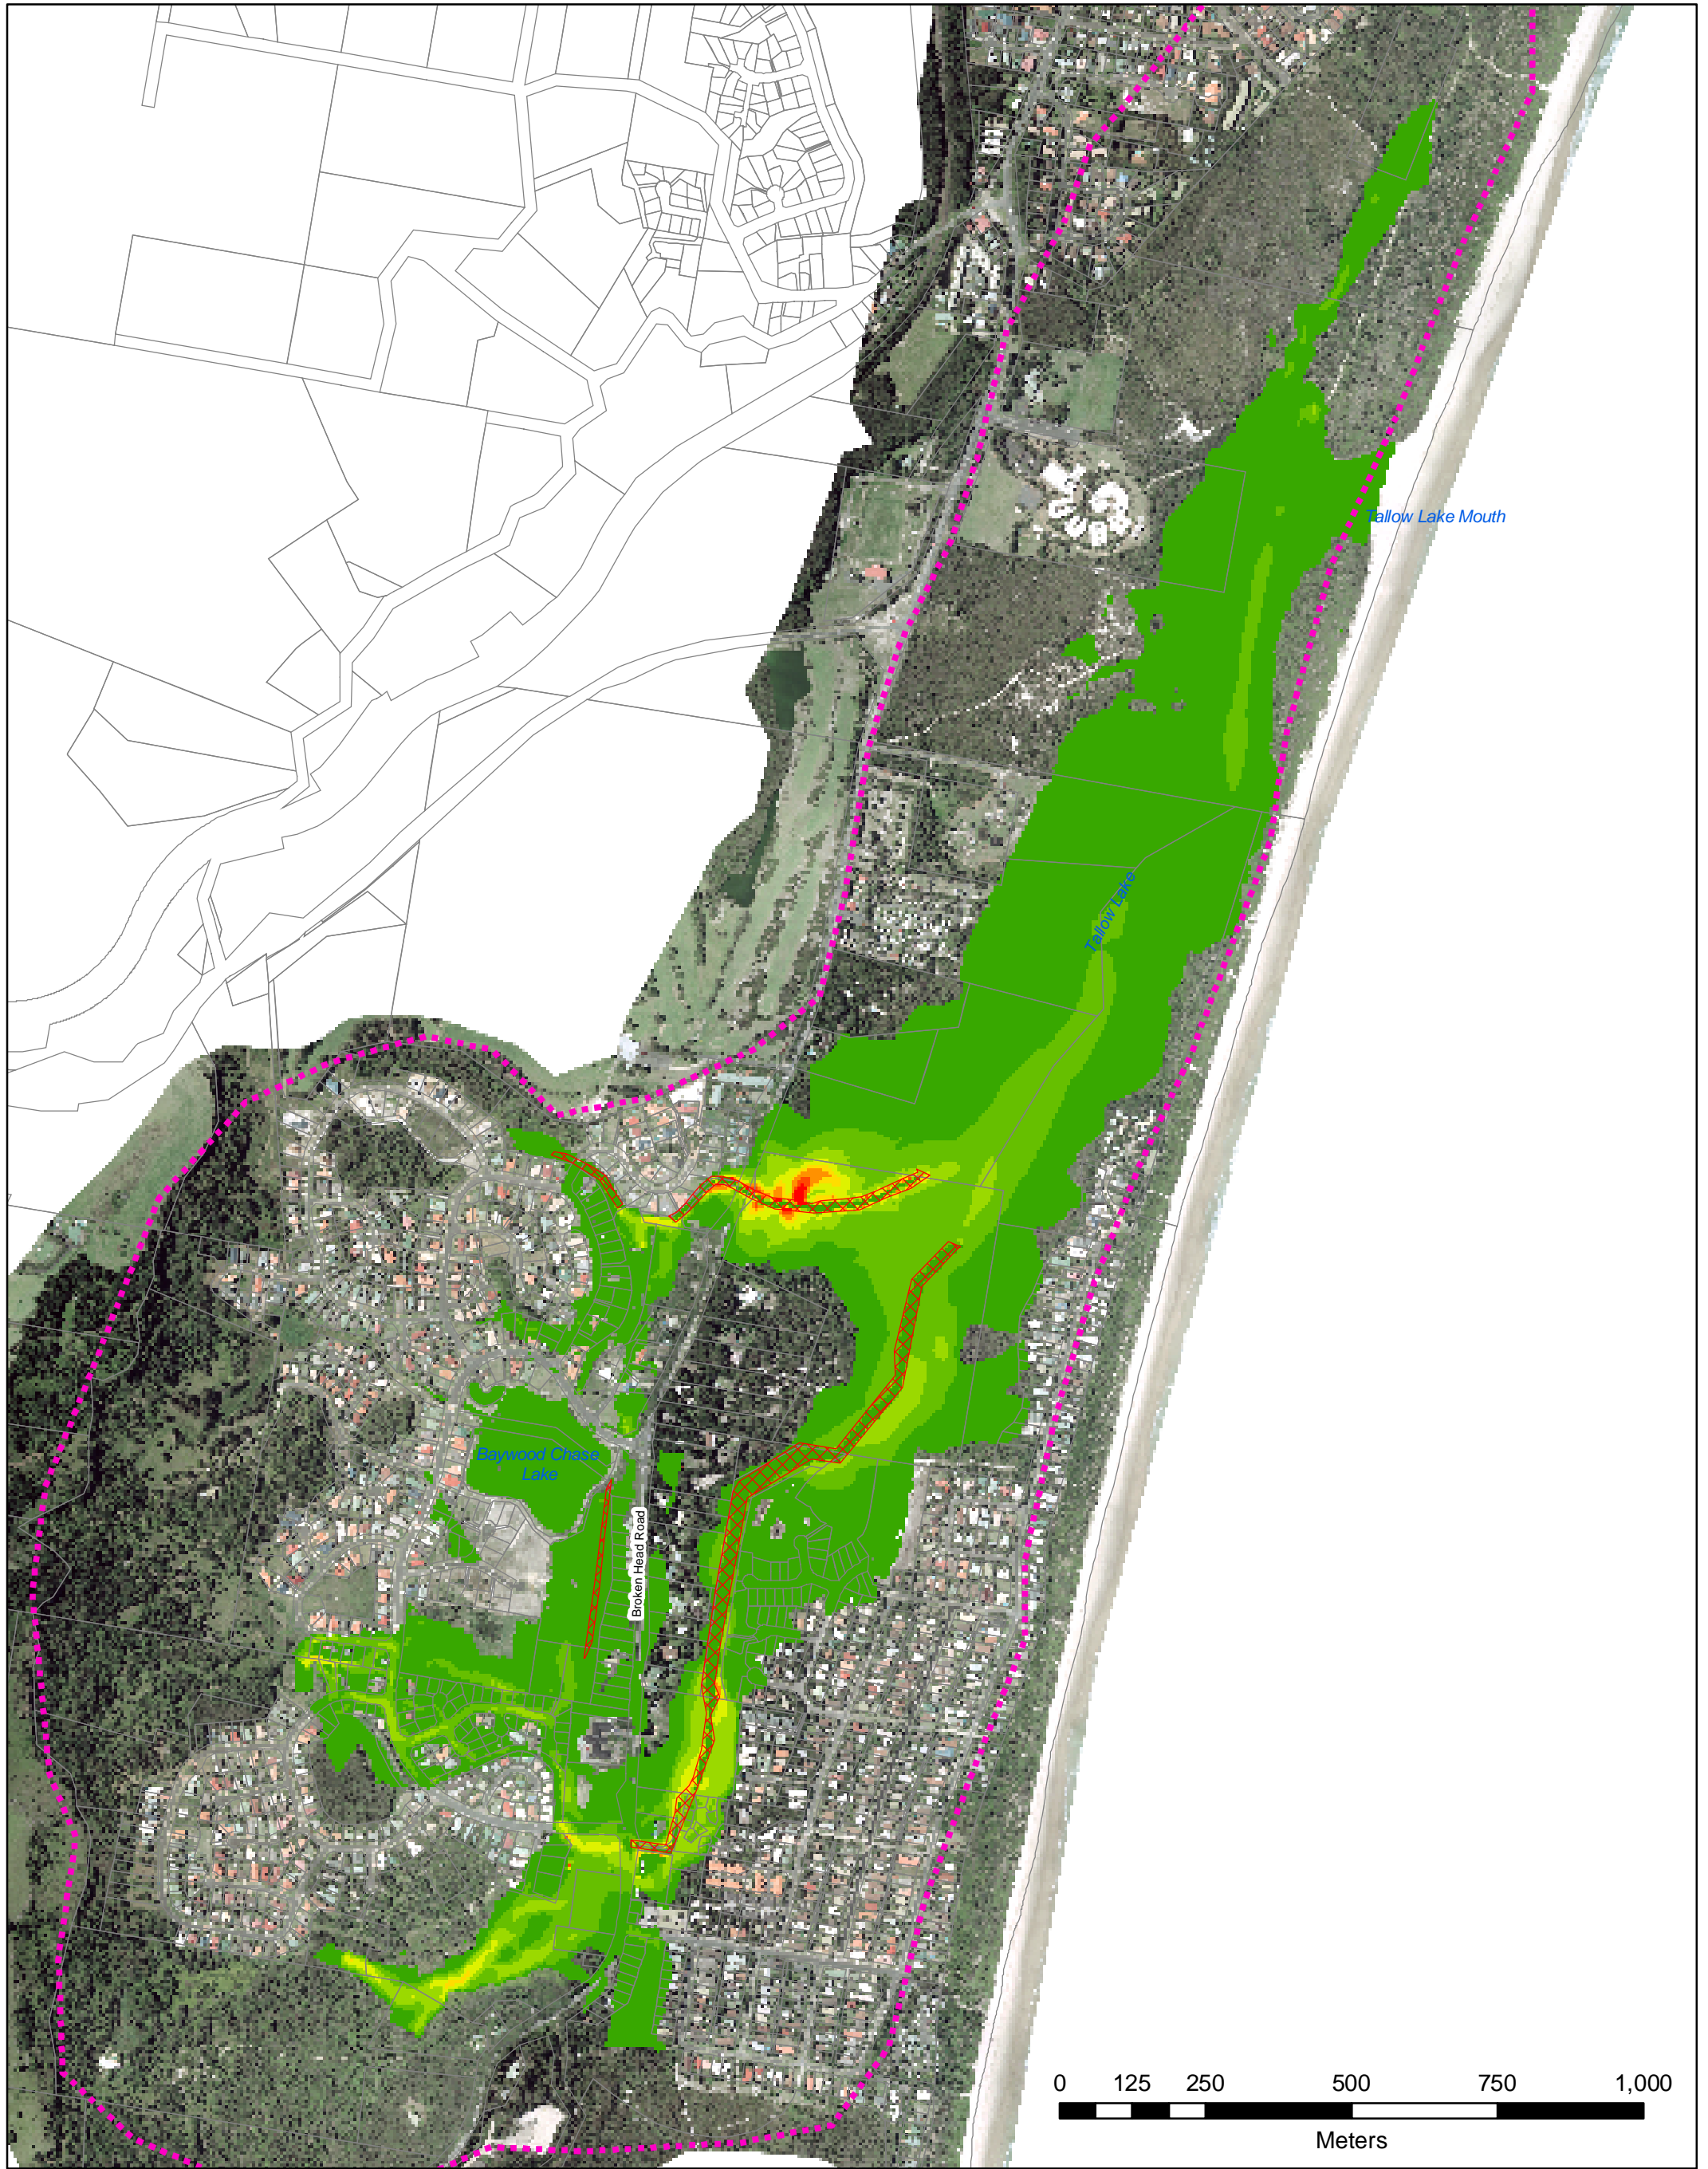 Tallow Lake Mouth
Tallow Lake
Baywood Chase
Lake
Broken Head Road
0 125 250 500 750 1,000
Meters